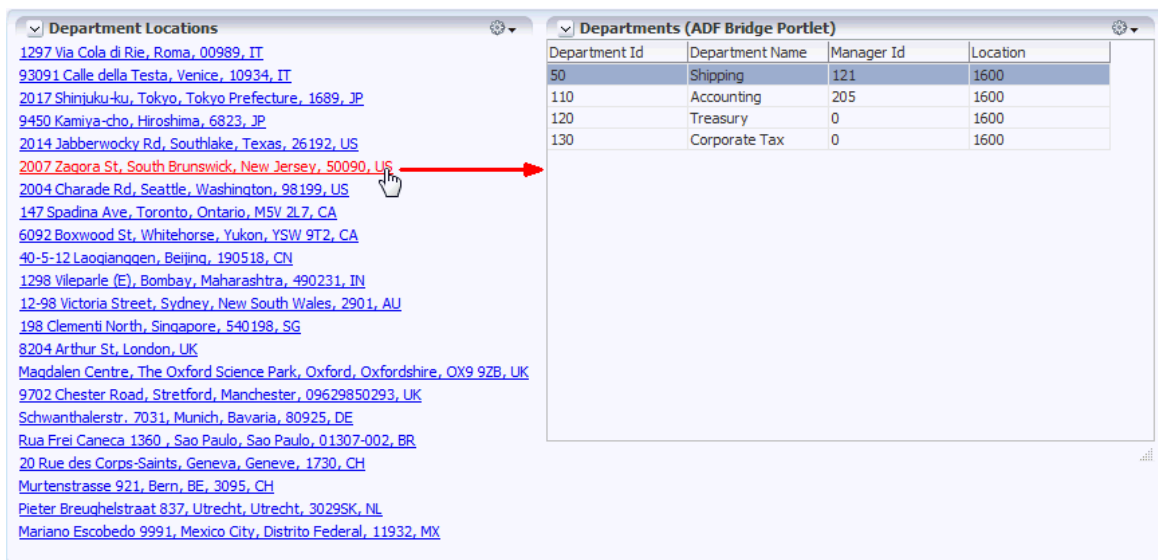 Department Locations
1297 Via Cola di Rie, Roma, 00989, IT
93091 Calle della Testa, Venice, 10934, IT
2017 Shinjuku-ku, Tokyo, Tokyo Prefecture, 1689, JP
9450 Kamiya-cho, Hiroshima, 6823, JP
2014 Jabberwocky Rd, Southlake, Texas, 26192, US
2007 Zagora St, South Brunswick, New Jersey, 50090, US
2004 Charade Rd, Seattle, Washington, 98199, US
147 Spadina Ave, Toronto, Ontario, M5V 2L7, CA
6092 Boxwood St, Whitehorse, Yukon, YSW 9T2, CA
40-5-12 Laogianggen, Beijing, 190518, CN
1298 Vileparle (E), Bombay, Maharashtra, 490231, IN
12-98 Victoria Street, Sydney, New South Wales, 2901, AU
198 Clementi North, Singapore, 540198, SG
8204 Arthur St, London, UK
Magdalen Centre, The Oxford Science Park, Oxford, Oxfordshire, OX9 9ZB, UK
9702 Chester Road, Stretford, Manchester, 09629850293, UK
Schwanthalerstr. 7031, Munich, Bavaria, 80925, DE
Rua Frei Caneca 1360 , Sao Paulo, Sao Paulo, 01307-002, BR
20 Rue des Corps-Saints, Geneva, Geneve, 1730, CH
Murtenstrasse 921, Bern, BE, 3095, CH
Pieter Breughelstraat 837, Utrecht, Utrecht, 3029SK, NL
Mariano Escobedo 9991, Mexico City, Distrito Federal, 11932, MX
Departments (ADF Bridge Portlet)
Department Id Department Name Manager Id Location
50 Shipping 121 1600
110 Accounting 205 1600
120 Treasury 0 1600
130 Corporate Tax 0 1600